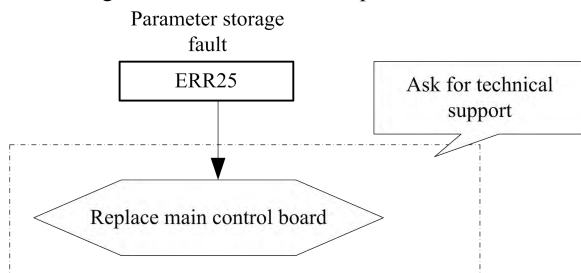 Parameter storage
fault
ERR25
Ask for technical
support
Replace main control board